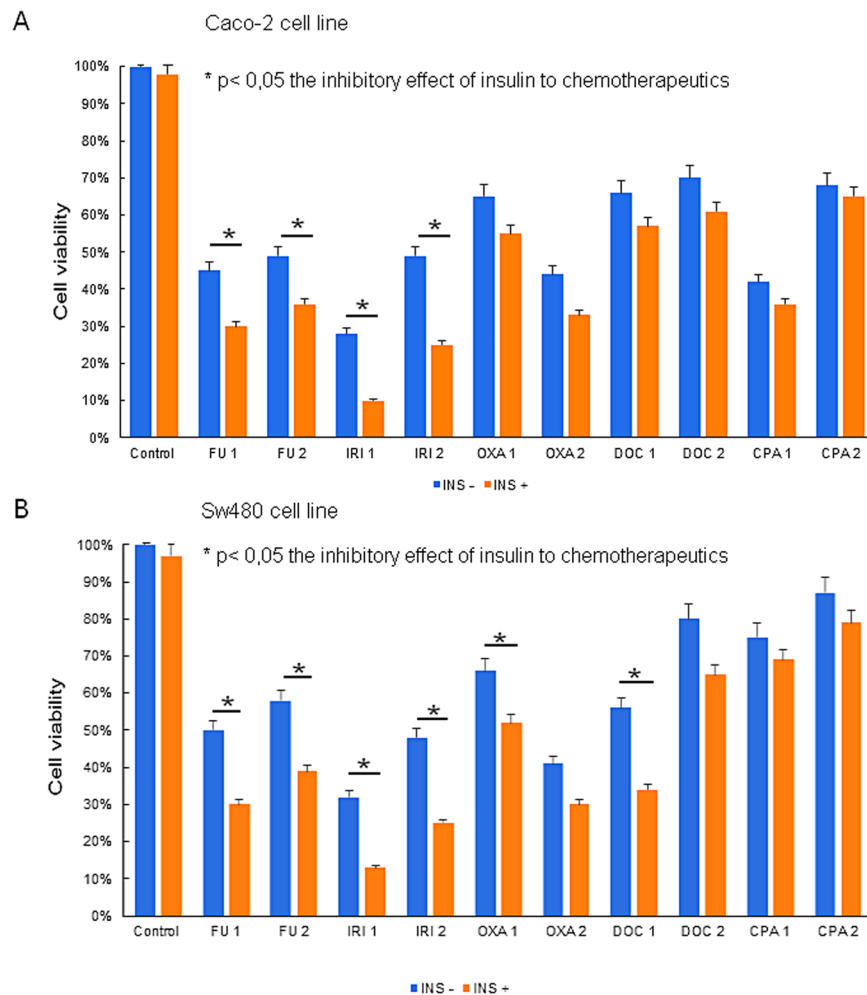 A
Caco-2 cell line
* p< 0,05 the inhibitory effect of insulin to chemotherapeutics
Cell viability
100%
90%
80%
70%
60%
50%
40%
30%
20%
10%
0%
* * * *
Control FU 1 FU 2 IRI 1 IRI 2 OXA 1 OXA 2 DOC 1 DOC 2 CPA 1 CPA 2
INS - INS +
B
Sw480 cell line
* p< 0,05 the inhibitory effect of insulin to chemotherapeutics
Cell viability
100%
90%
80%
70%
60%
50%
40%
30%
20%
10%
0%
* * * * * *
Control FU 1 FU 2 IRI 1 IRI 2 OXA 1 OXA 2 DOC 1 DOC 2 CPA 1 CPA 2
INS - INS +